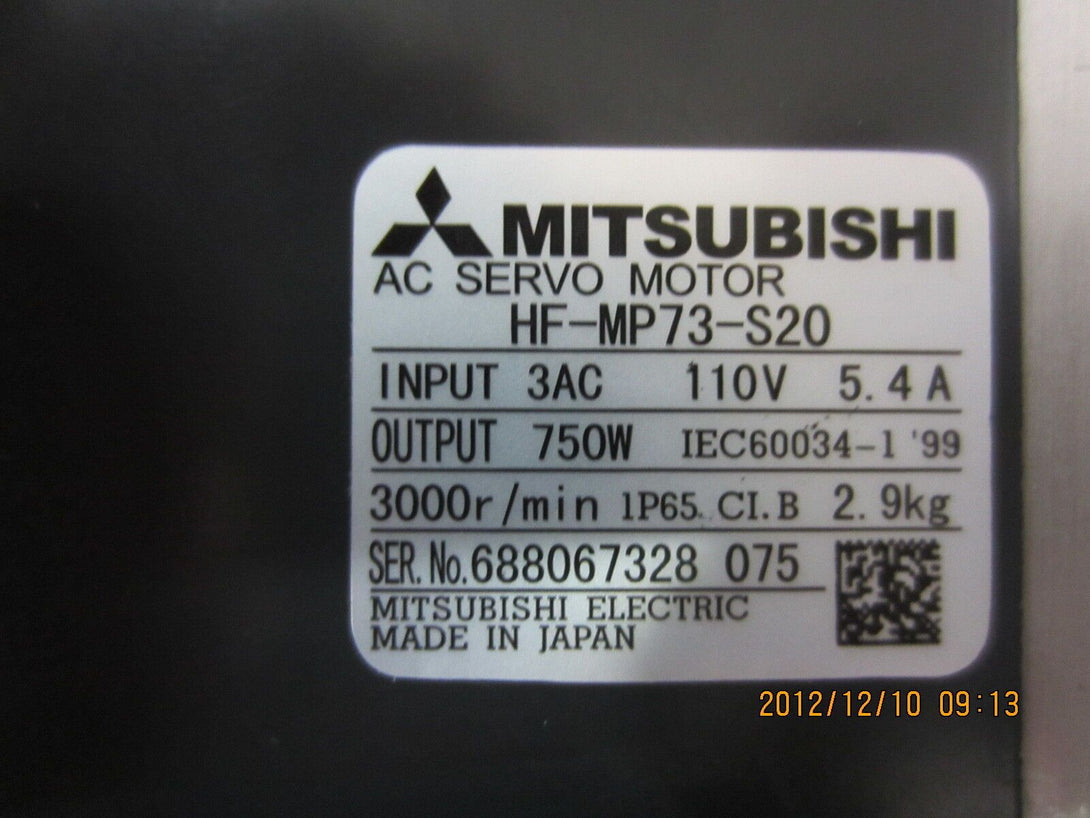 MITSUBISHI
AC SERVO MOTOR
HF-MP73-S20
INPUT 3AC 110V 5.4A
OUTPUT 750W IEC60034-1 '99
3000r/min IP65 CI.B 2.9kg
SER.No.688067328 075
MITSUBISHI ELECTRIC
MADE IN JAPAN
2012/12/10 09:13